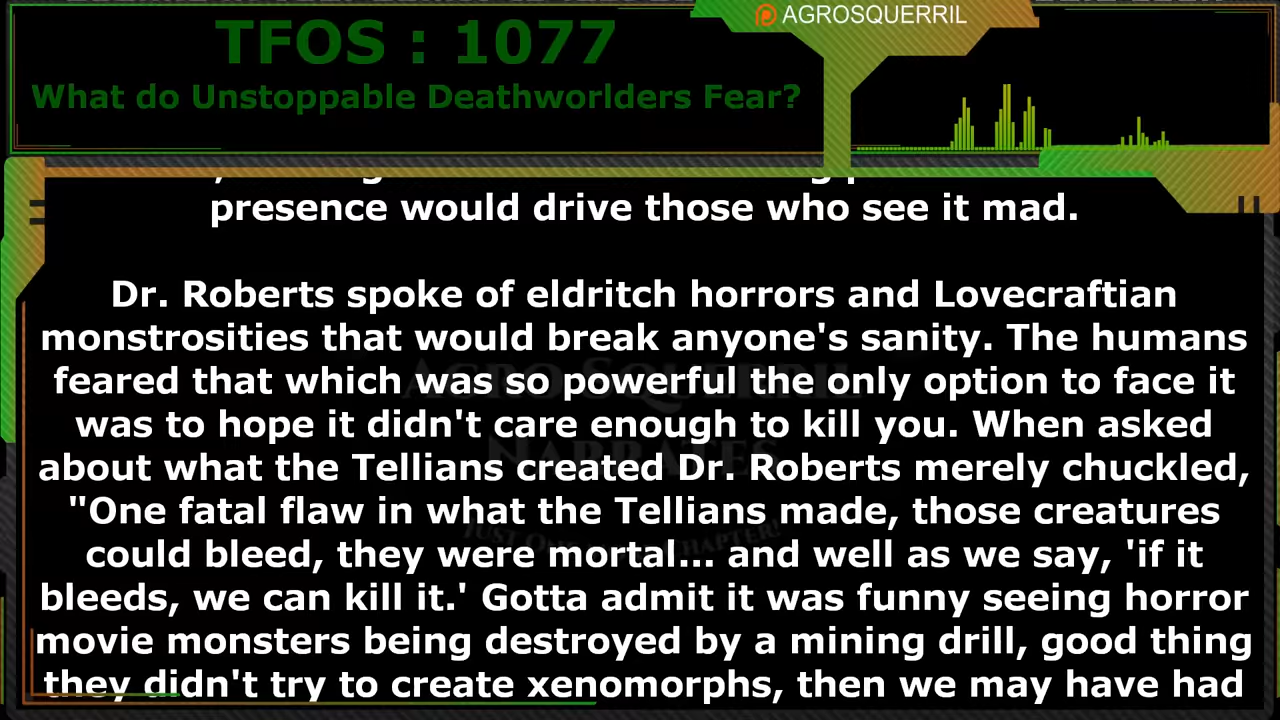 AGROSQUERRIL
TFOS : 1077
What do Unstoppable Deathworlders Fear?
presence would drive those who see it mad.
Dr. Roberts spoke of eldritch horrors and Lovecraftian
monstrosities that would break anyone's sanity. The humans
feared that which was so powerful the only option to face it
was to hope it didn't care enough to kill you. When asked
about what the Tellians created Dr. Roberts merely chuckled,
"One fatal flaw in what the Tellians made, those creatures
could bleed, they were mortal... and well as we say, 'if it
bleeds, we can kill it.' Gotta admit it was funny seeing horror
movie monsters being destroyed by a mining drill, good thing
they didn't try to create xenomorphs, then we may have had
AGRO SQUERRIL
NARRATES